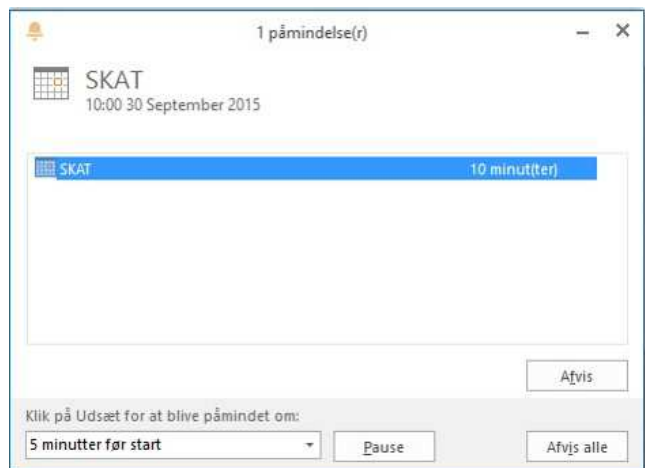 1 påmindelse(r)
SKAT
10:00 30 September 2015
SKAT 10 minut(ter)
Afvis
Klik på Udsæt for at blive påmindet om:
5 minutter før start Pause Afvis alle